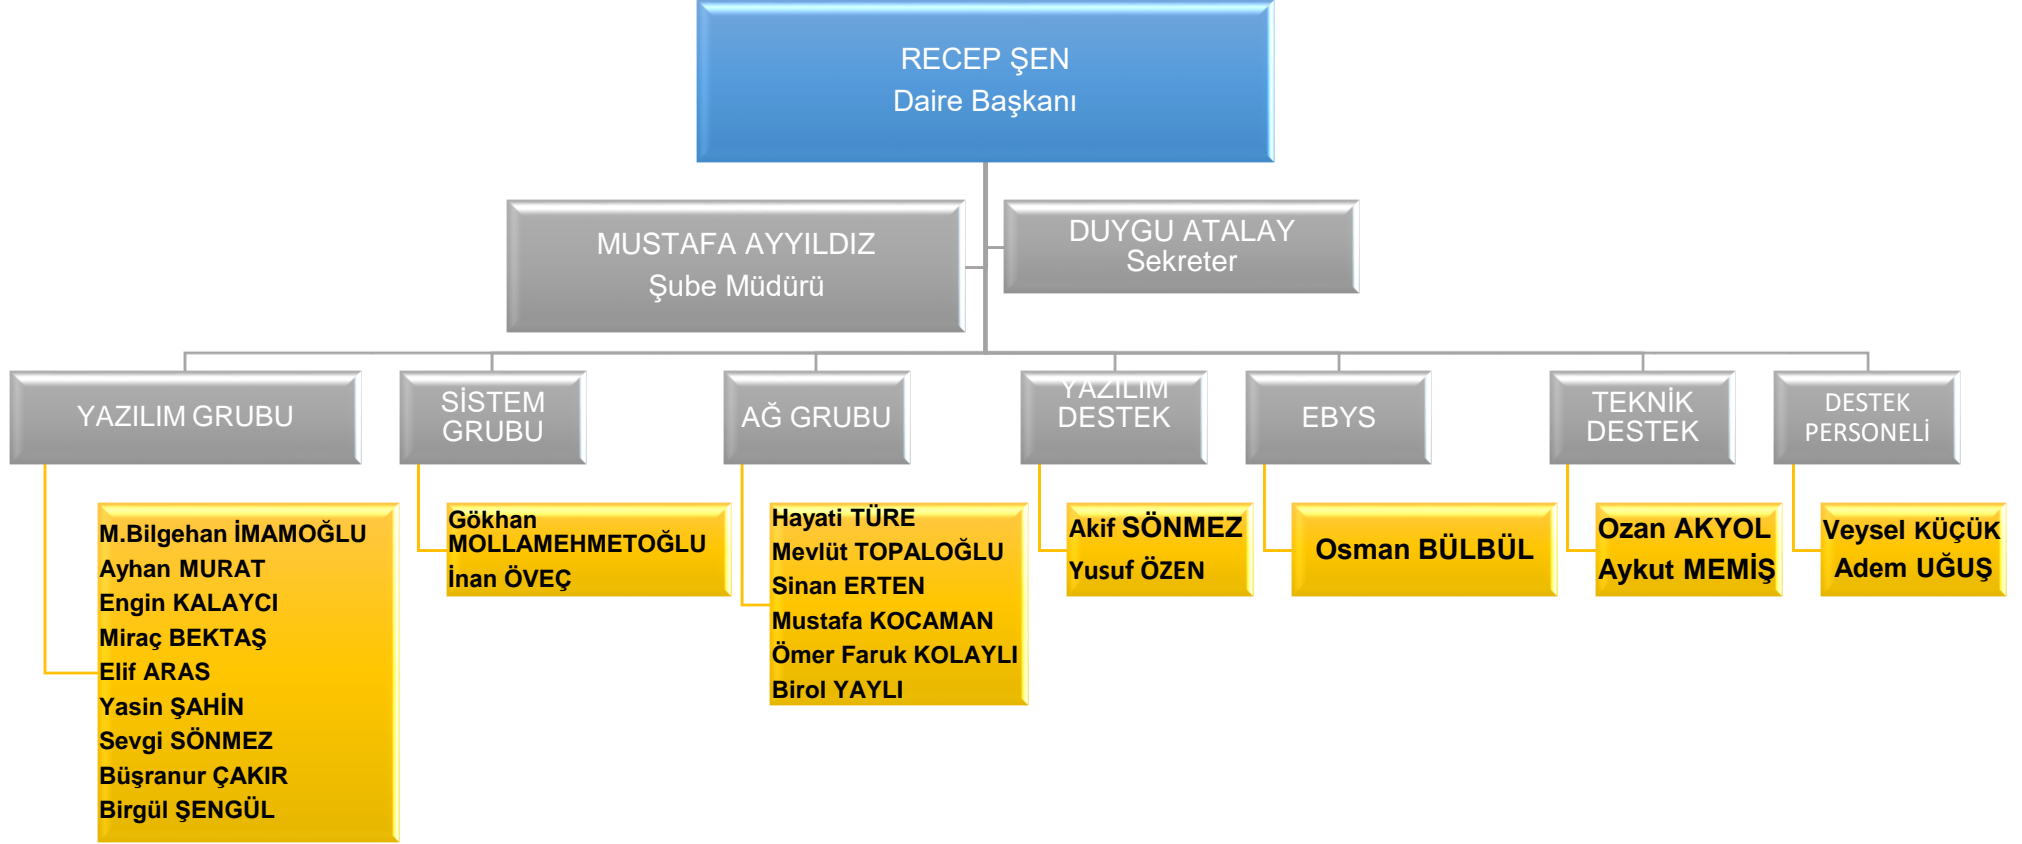 RECEP ŞEN
Daire Başkanı
MUSTAFA AYYILDIZ
Şube Müdürü
DUYGU ATALAY
Sekreter
YAZILIM GRUBU
SİSTEM
GRUBU
AĞ GRUBU
YAZILIM
DESTEK
EBYS
TEKNİK
DESTEK
DESTEK
PERSONELİ
M.Bilgehan İMAMOĞLU
Ayhan MURAT
Engin KALAYCI
Miraç BEKTAŞ
Elif ARAS
Yasin ŞAHİN
Sevgi SÖNMEZ
Büşranur ÇAKIR
Birgül ŞENGÜL
Gökhan
MOLLAMEHMETOĞLU
İnan ÖVEÇ
Hayati TÜRE
Mevlüt TOPALOĞLU
Sinan ERTEN
Mustafa KOCAMAN
Ömer Faruk KOLAYLI
Birol YAYLI
Akif SÖNMEZ
Yusuf ÖZEN
Osman BÜLBÜL
Ozan AKYOL
Aykut MEMİŞ
Veysel KÜÇÜK
Adem UĞUŞ